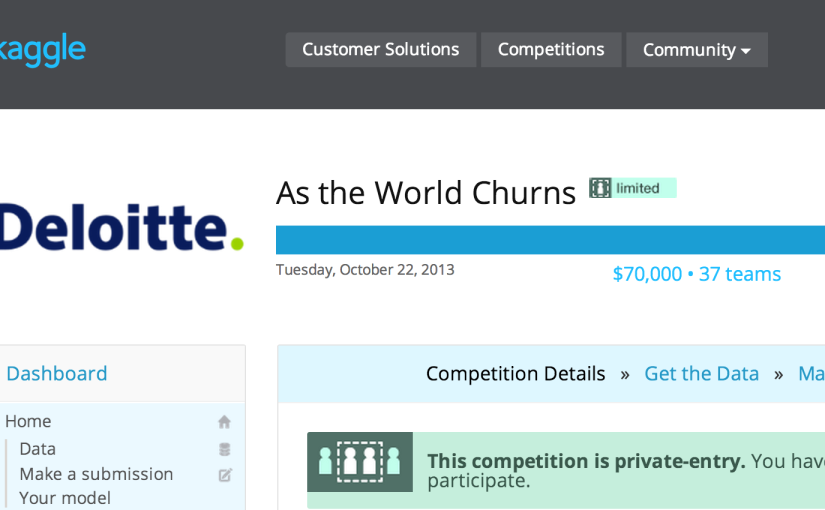 kaggle
Customer Solutions Competitions Community
Deloitte.
As the World Churns limited
Tuesday, October 22, 2013
$70,000 • 37 teams
Dashboard
Competition Details » Get the Data »
Home
Data
Make a submission
Your model
This competition is private-entry. You
participate.